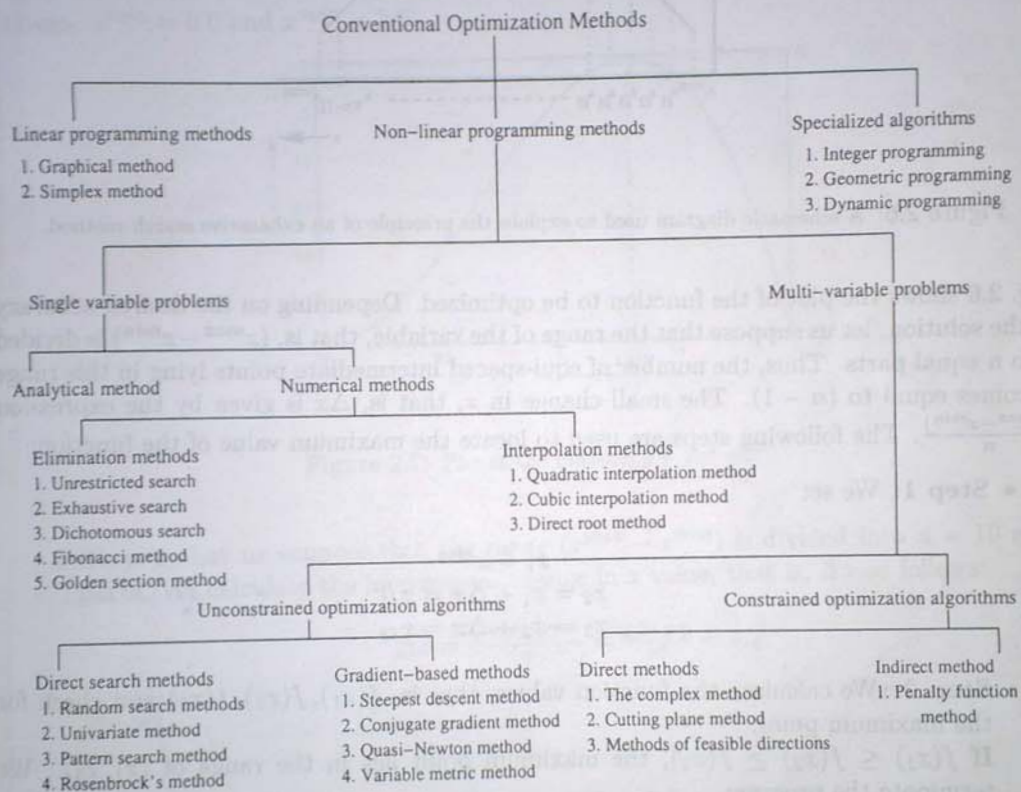 Conventional Optimization Methods
Linear programming methods
1. Graphical method
2. Simplex method
Non-linear programming methods
Specialized algorithms
1. Integer programming
2. Geometric programming
3. Dynamic programming
Single variable problems
Multi-variable problems
Analytical method
Numerical methods
Elimination methods
1. Unrestricted search
2. Exhaustive search
3. Dichotomous search
4. Fibonacci method
5. Golden section method
Interpolation methods
1. Quadratic interpolation method
2. Cubic interpolation method
3. Direct root method
Unconstrained optimization algorithms
Constrained optimization algorithms
Direct search methods
1. Random search methods
2. Univariate method
3. Pattern search method
4. Rosenbrock's method
Gradient-based methods
1. Steepest descent method
2. Conjugate gradient method
3. Quasi-Newton method
4. Variable metric method
Direct methods
1. The complex method
2. Cutting plane method
3. Methods of feasible directions
Indirect method
1. Penalty function
method